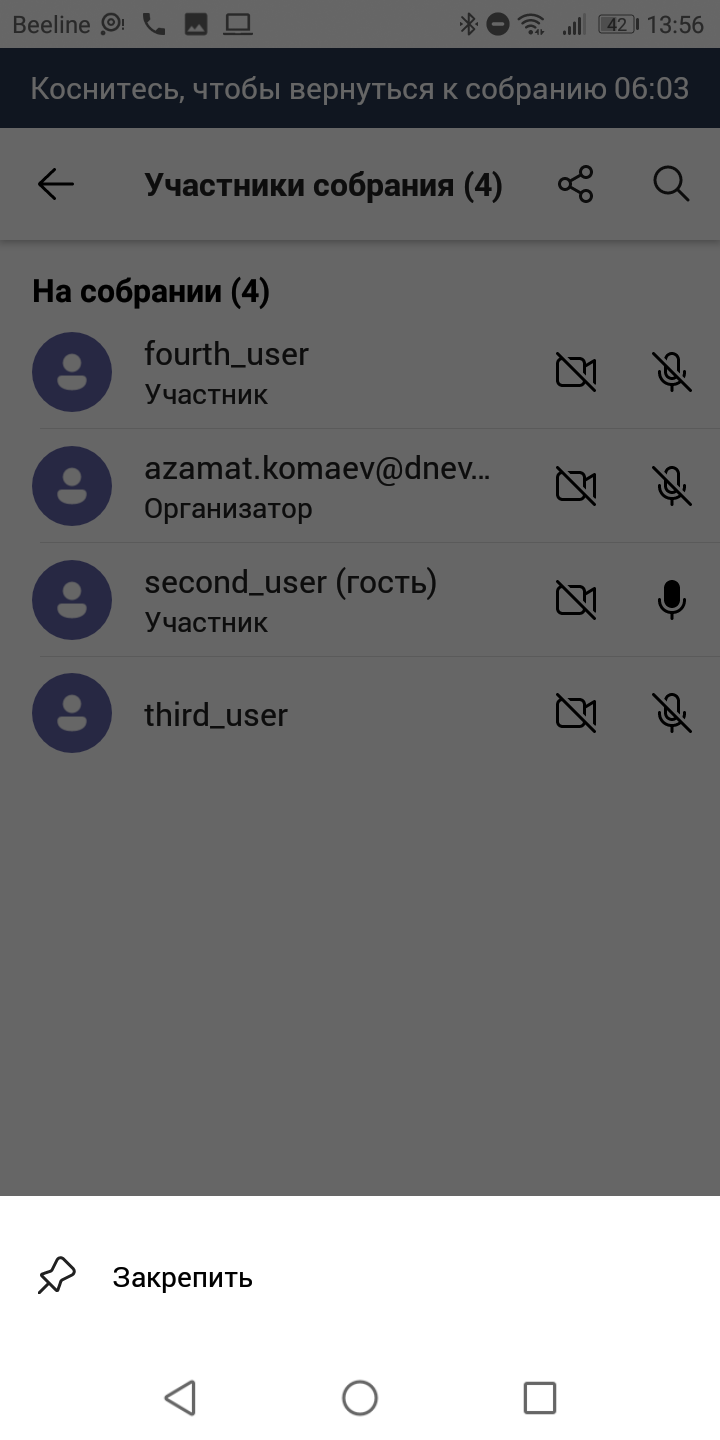 Beeline 42 13:56
Коснитесь, чтобы вернуться к собранию 06:03
Участники собрания (4)
На собрании (4)
fourth_user
Участник
azamat.komaev@dnev...
Организатор
second_user (гость)
Участник
third_user
Закрепить